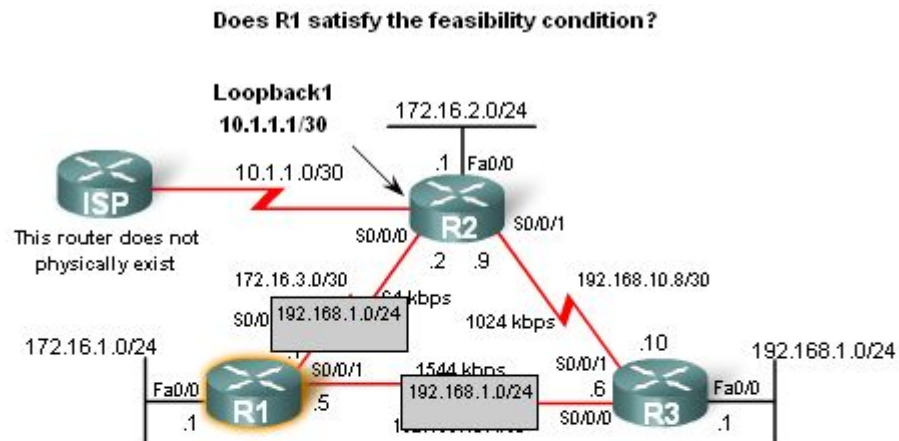 Does R1 satisfy the feasibility condition?
Loopback1
10.1.1.1/30
172.16.2.0/24
.1 Fa0/0
10.1.1.0/30
ISP
R2
This router does not
physically exist
S0/0/0
S0/0/1
.2 .9
172.16.3.0/30
192.168.10.8/30
kbps
192.168.1.0/24
S0/0
1024 kbps
.10
172.16.1.0/24
192.168.1.0/24
S0/0/1
1544 kbps
S0/0/1
Fa0/0
.5
192.168.1.0/24
.6
Fa0/0
R1
R3
.1
S0/0/0
.1